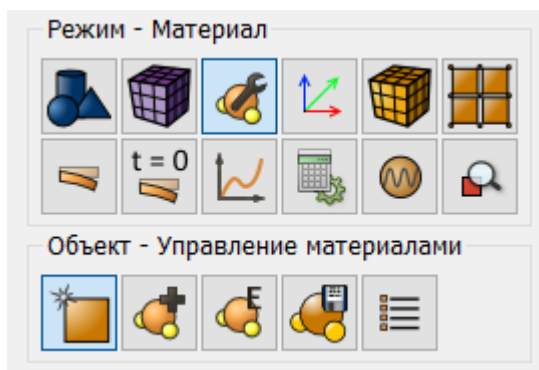 Режим - Материал
t = 0
Объект - Управление материалами
E